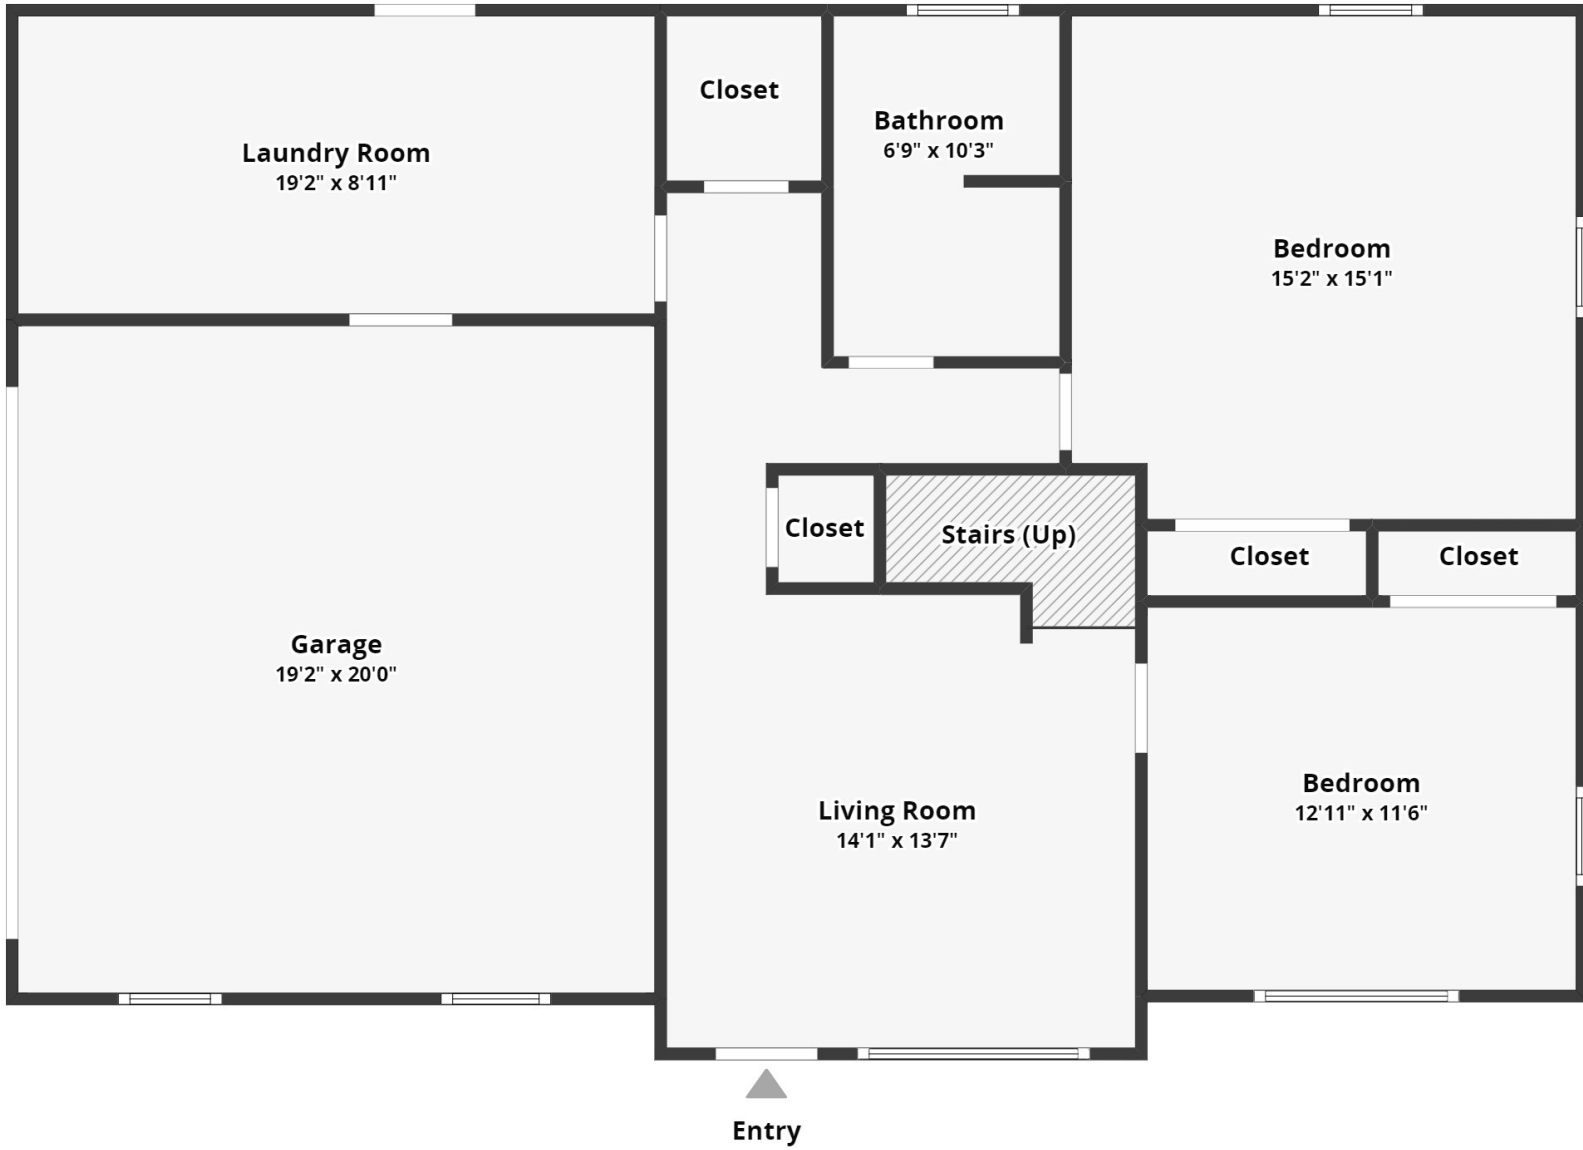 Closet
Bathroom
6'9" x 10'3"
Laundry Room
19'2" x 8'11"
Bedroom
15'2" x 15'1"
Closet
Stairs (Up)
Closet
Closet
Garage
19'2" x 20'0"
Living Room
14'1" x 13'7"
Bedroom
12'11" x 11'6"
Entry